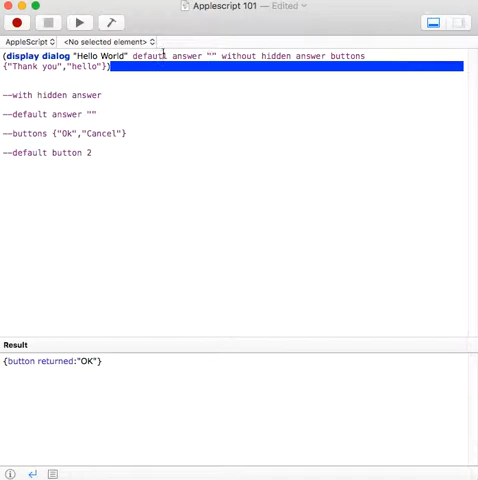 Applescript 101 — Edited
AppleScript <No selected element>
(display dialog "Hello World" default answer "" without hidden answer buttons
{"Thank you","hello"})
--with hidden answer
--default answer ""
--buttons {"Ok","Cancel"}
--default button 2
Result
{button returned:"OK"}